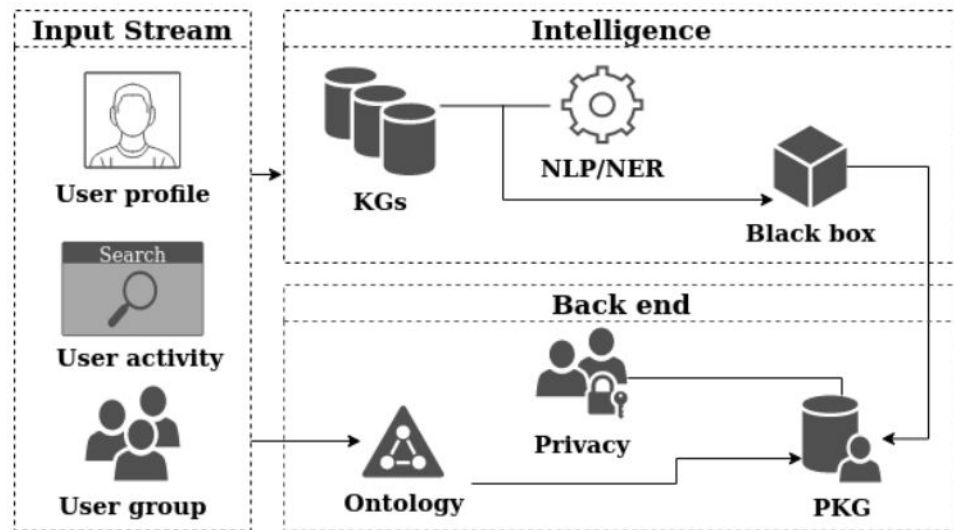 Input Stream
User profile
Search
User activity
User group
Intelligence
KGs
NLP/NER
Black box
Back end
Privacy
Ontology
PKG